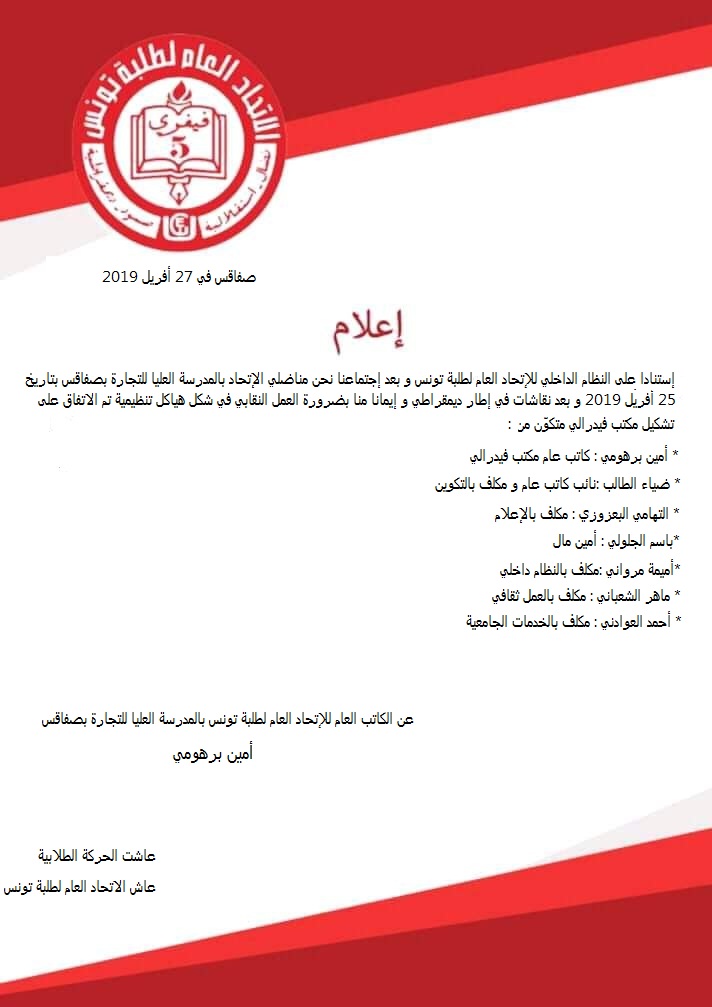 الاتحاد العام لطلبة تونس
فيفري
5
نضال - استقلالية
صفاقس في 27 أفريل 2019
إعلام
إستنادا على النظام الداخلي للإتحاد العام لطلبة تونس و بعد إجتماعنا نحن مناضلي الإتحاد بالمدرسة العليا للتجارة بصفاقس بتاريخ
25 أفريل 2019 و بعد نقاشات في إطار ديمقراطي و إيمانا منا بضرورة العمل النقابي في شكل هياكل تنظيمية تم الاتفاق على
تشكيل مكتب فيدرالي متكوّن من :
* أمين برهومي : كاتب عام مكتب فيدرالي
* ضياء الطالب :نائب كاتب عام و مكلف بالتكوين
* التهامي البعزوزي : مكلف بالإعلام
*باسم الجلولي : أمين مال
*أميمة مرواني :مكلف بالنظام داخلي
* ماهر الشعباني : مكلف بالعمل ثقافي
* أحمد العوادني : مكلف بالخدمات الجامعية
عن الكاتب العام للإتحاد العام لطلبة تونس بالمدرسة العليا للتجارة بصفاقس
أمين برهومي
عاشت الحركة الطلابية
عاش الاتحاد العام لطلبة تونس